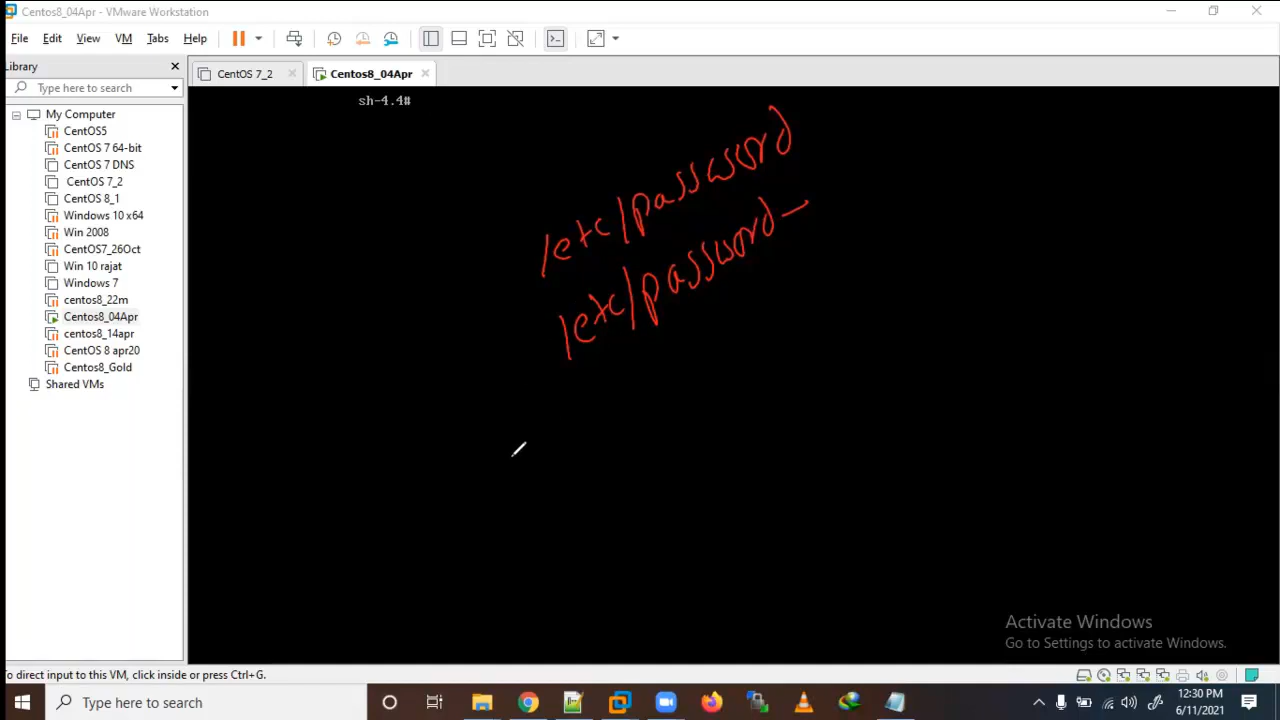 Centos8_04Apr - VMware Workstation
File Edit View VM Tabs Help
Library
Type here to search
My Computer
CentOS5
CentOS 7 64-bit
CentOS 7 DNS
CentOS 7_2
CentOS 8_1
Windows 10 x64
Win 2008
CentOS7_26Oct
Win 10 rajat
Windows 7
centos8_22m
Centos8_04Apr
centos8_14apr
CentOS 8 apr20
Centos8_Gold
Shared VMs
CentOS 7_2
Centos8_04Apr
sh-4.4#
/etc/password
/etc/password-
Activate Windows
Go to Settings to activate Windows.
To direct input to this VM, click inside or press Ctrl+G.
Type here to search
12:30 PM
6/11/2021